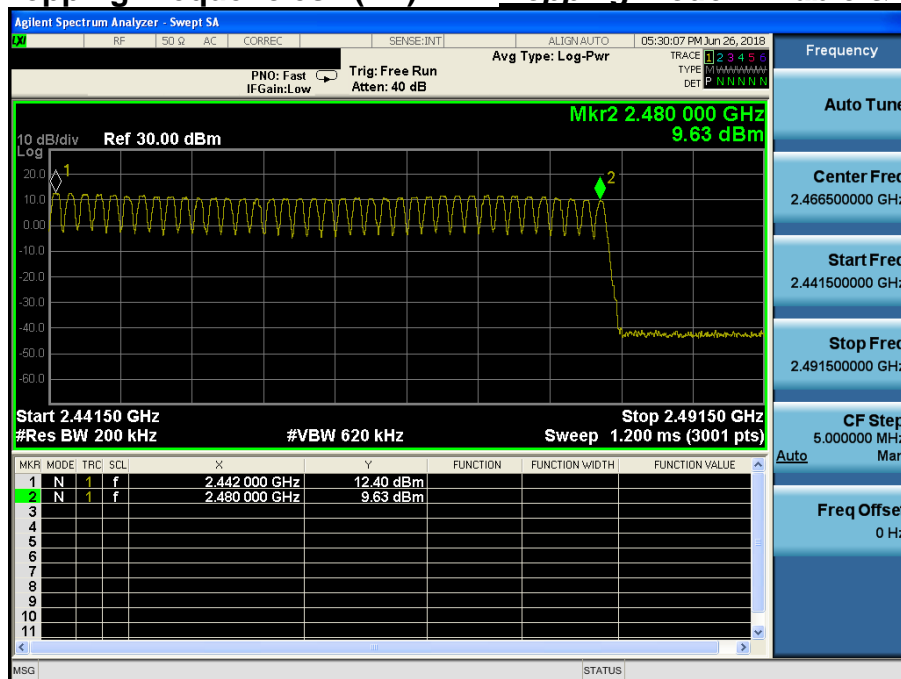 Agilent Spectrum Analyzer - Swept SA
LXI RF 50 Ω AC CORREC SENSE:INT ALIGN AUTO 05:30:07 PM Jun 26, 2018
Frequency
Avg Type: Log-Pwr
TRACE 1 2 3 4 5 6
PNO: Fast Trig: Free Run
TYPE M WWWWW
IFGain:Low Atten: 40 dB
DET P N N N N N
Auto Tune
Mkr2 2.480 000 GHz
10 dB/div Ref 30.00 dBm 9.63 dBm
Log
1
2
20.0
10.0
0.00
-10.0
-20.0
-30.0
-40.0
-50.0
-60.0
Center Freq
2.466500000 GHz
Start Freq
2.441500000 GHz
Stop Freq
2.491500000 GHz
Start 2.44150 GHz Stop 2.49150 GHz
#Res BW 200 kHz #VBW 620 kHz Sweep 1.200 ms (3001 pts)
CF Step
5.000000 MHz
Auto Man
MKR MODE TRC SCL X Y FUNCTION FUNCTION WIDTH FUNCTION VALUE
1 N 1 f 2.442 000 GHz 12.40 dBm
2 N 1 f 2.480 000 GHz 9.63 dBm
3
4
5
6
7
8
9
10
11
Freq Offset
0 Hz
MSG STATUS